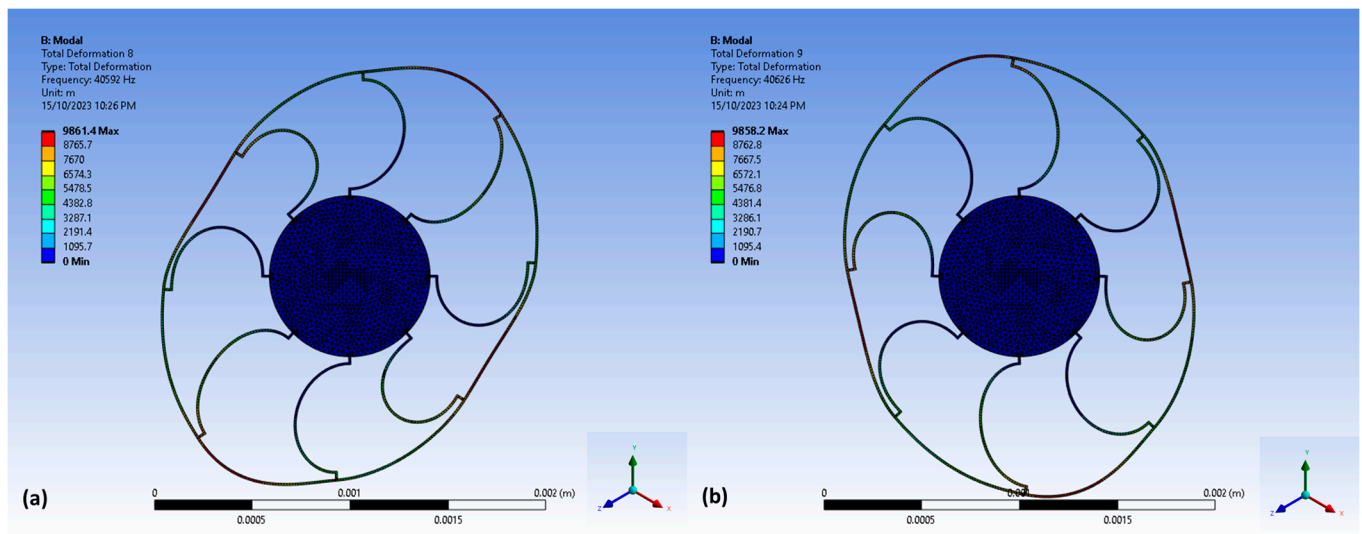 B: Modal
Total Deformation 8
Type: Total Deformation
Frequency: 40592 Hz
Unit: m
15/10/2023 10:26 PM
9861.4 Max
8765.7
7670
6574.3
5478.5
4382.8
3287.1
2191.4
1095.7
0 Min
(a)
0
0.001
0.002 (m)
0.0005
0.0015
Y
Z
X
B: Modal
Total Deformation 9
Type: Total Deformation
Frequency: 40626 Hz
Unit: m
15/10/2023 10:24 PM
9858.2 Max
8762.8
7667.5
6572.1
5476.8
4381.4
3286.1
2190.7
1095.4
0 Min
(b)
0
0.002 (m)
0.0005
0.0015
Y
Z
X